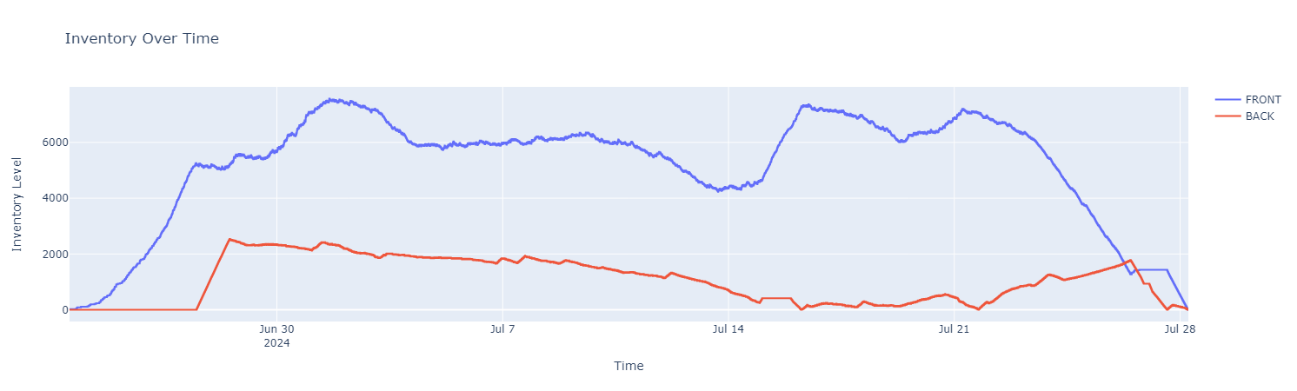 Inventory Over Time
FRONT
BACK
Inventory Level
6000
4000
2000
0
Jun 30
2024
Jul 7
Jul 14
Jul 21
Jul 28
Time